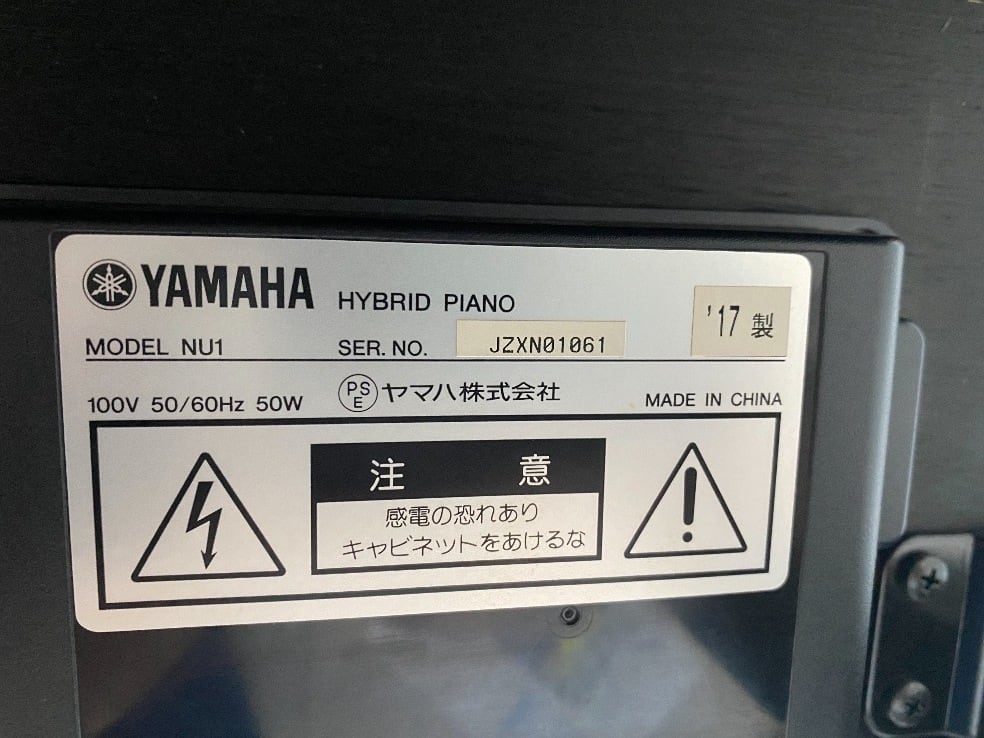 YAMAHA HYBRID PIANO
'17 製
MODEL NU1 SER. NO. JZXN01061
100V 50/60Hz 50W PSE ヤマハ株式会社 MADE IN CHINA
注 意
感電の恐れあり
キャビネットをあけるな